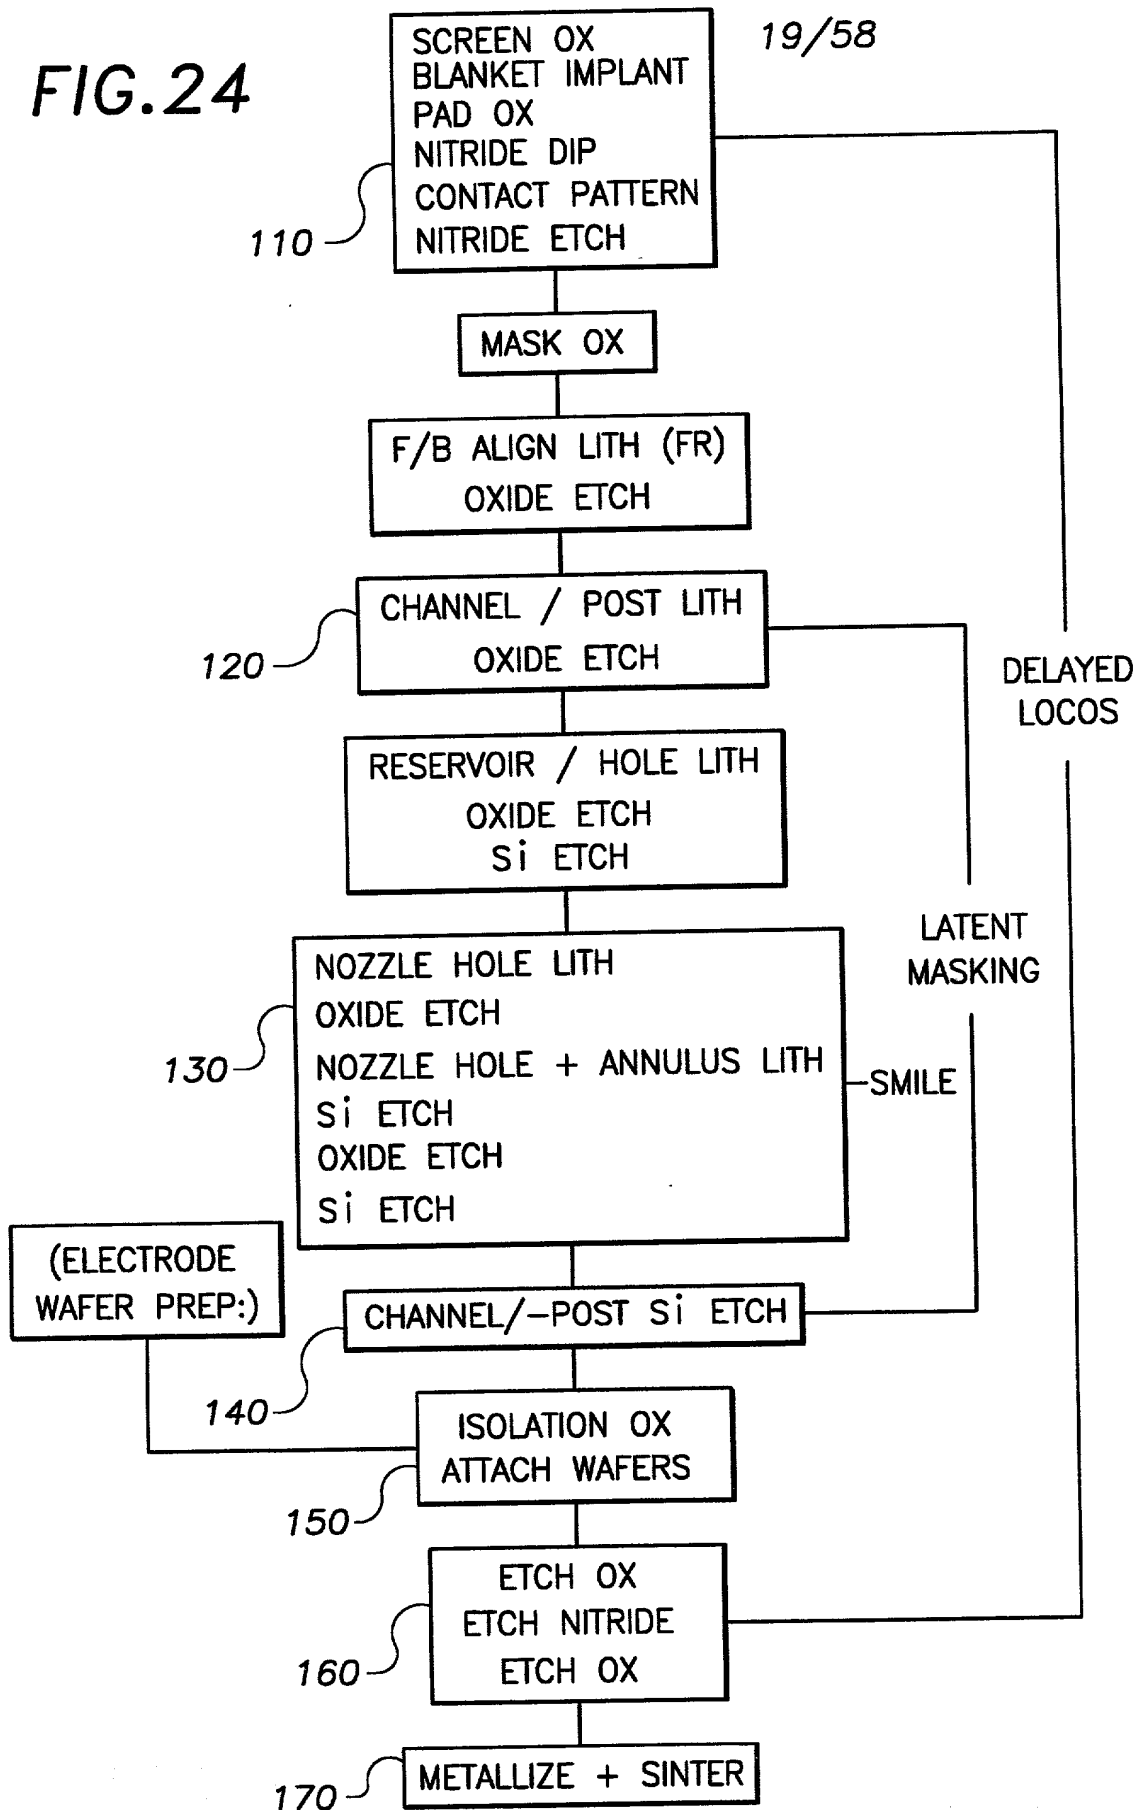 FIG.24
19/58
SCREEN OX
BLANKET IMPLANT
PAD OX
NITRIDE DIP
CONTACT PATTERN
NITRIDE ETCH
110
MASK OX
F/B ALIGN LITH (FR)
OXIDE ETCH
CHANNEL / POST LITH
OXIDE ETCH
120
DELAYED
LOCOS
RESERVOIR / HOLE LITH
OXIDE ETCH
Si ETCH
LATENT
MASKING
NOZZLE HOLE LITH
OXIDE ETCH
NOZZLE HOLE + ANNULUS LITH
Si ETCH
OXIDE ETCH
Si ETCH
130
SMILE
(ELECTRODE
WAFER PREP:)
CHANNEL/-POST Si ETCH
140
ISOLATION OX
ATTACH WAFERS
150
ETCH OX
ETCH NITRIDE
ETCH OX
160
METALLIZE + SINTER
170